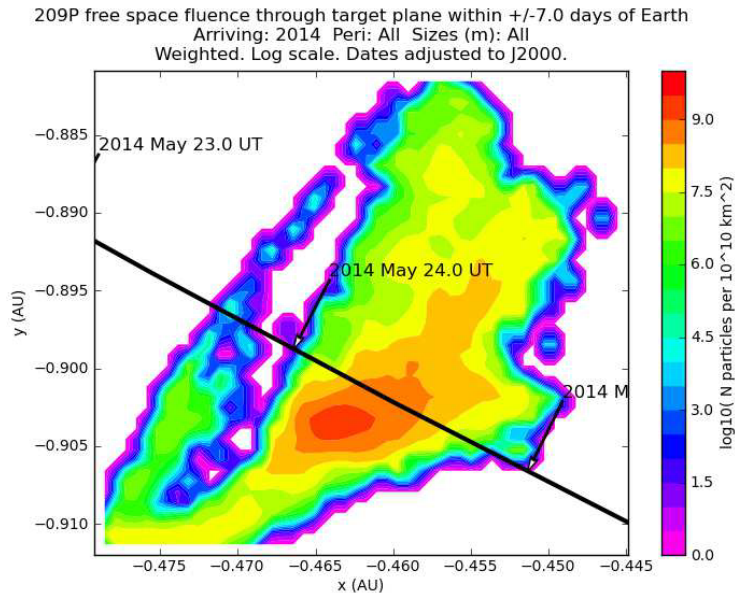 209P free space fluence through target plane within +/-7.0 days of Earth
Arriving: 2014  Peri: All  Sizes (m): All
Weighted. Log scale. Dates adjusted to J2000.
2014 May 23.0 UT
2014 May 24.0 UT
2014 M
−0.885
−0.890
−0.895
−0.900
−0.905
−0.910
y (AU)
−0.475
−0.470
−0.465
−0.460
−0.455
−0.450
−0.445
x (AU)
9.0
7.5
6.0
4.5
3.0
1.5
0.0
log10( N particles per 10^10 km^2)